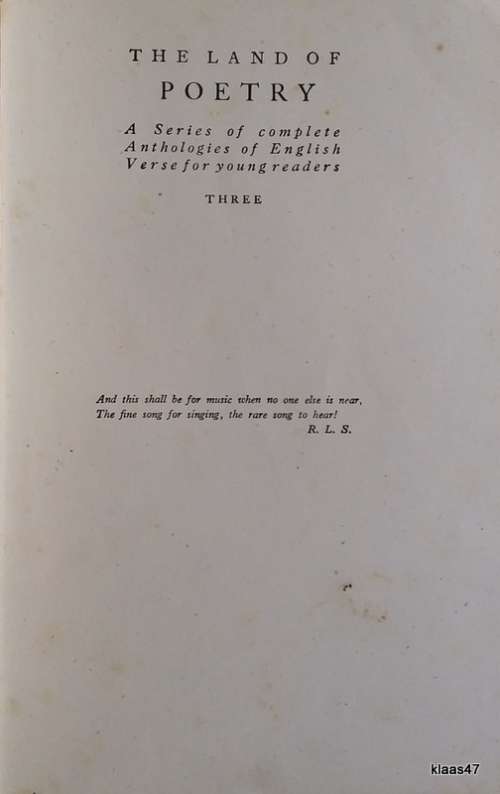 THE LAND OF
POETRY
A Series of complete
Anthologies of English
Verse for young readers
THREE
And this shall be for music when no one else is near,
The fine song for singing, the rare song to hear!
R. L. S.
klaas47